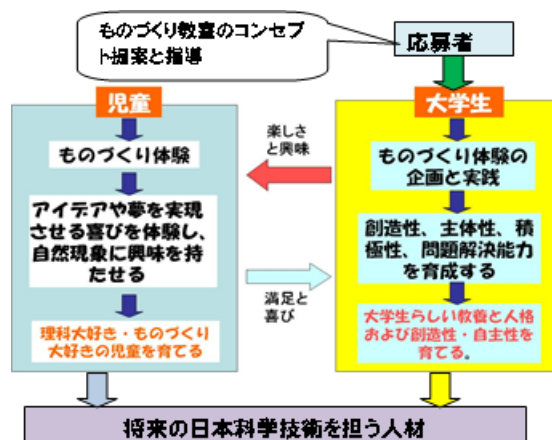 ものづくり教室のコンセプ
ト提案と指導
応募者
児童
大学生
ものづくり体験
アイデアや夢を実現
させる喜びを体験し、
自然現象に興味を持
たせる
理科大好き・ものづくり
大好きの児童を育てる
楽しさ
と興味
満足と
喜び
ものづくり体験の
企画と実践
創造性、主体性、積
極性、問題解決能力
を育成する
大学生らしい教養と人格
および創造性・自主性を
育てる。
将来の日本科学技術を担う人材